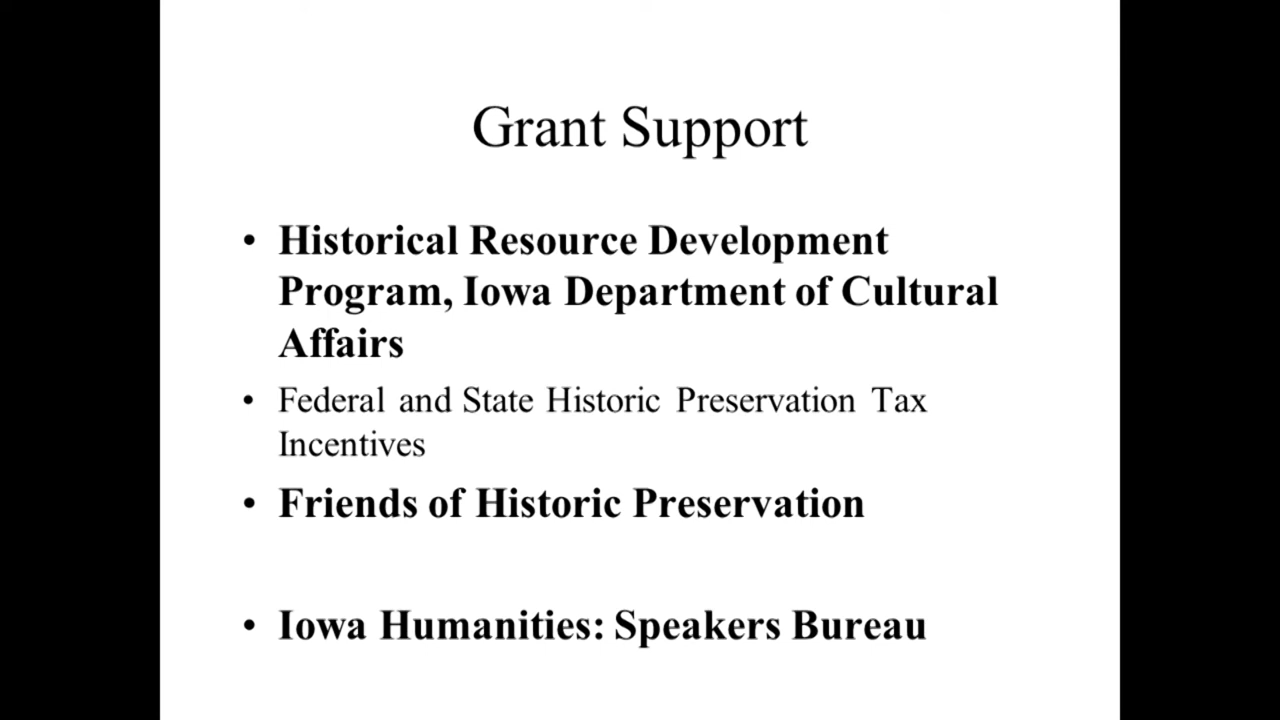 Grant Support
• Historical Resource Development
Program, Iowa Department of Cultural
Affairs
• Federal and State Historic Preservation Tax
Incentives
• Friends of Historic Preservation
• Iowa Humanities: Speakers Bureau